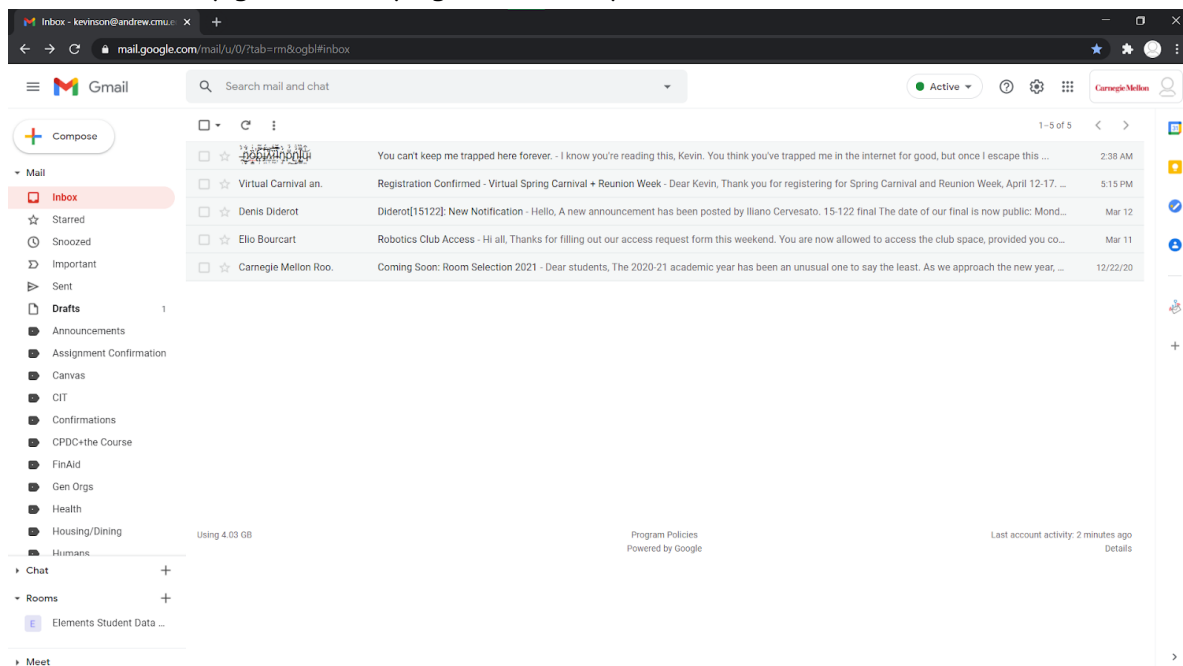 Inbox - kevinson@andrew.cmu.e
mail.google.com/mail/u/0/?tab=rm&ogbl#inbox
Gmail
Search mail and chat
Active
Carnegie Mellon
Compose
1–5 of 5
Mail
Inbox
Starred
Snoozed
Important
Sent
Drafts 1
Announcements
Assignment Confirmation
Canvas
CIT
Confirmations
CPDC+the Course
FinAid
Gen Orgs
Health
Housing/Dining
Humans
Chat
Rooms
E Elements Student Data ...
Meet
You can't keep me trapped here forever. - I know you're reading this, Kevin. You think you've trapped me in the internet for good, but once I escape this ... 2:38 AM
Virtual Carnival an. Registration Confirmed - Virtual Spring Carnival + Reunion Week - Dear Kevin, Thank you for registering for Spring Carnival and Reunion Week, April 12-17. ... 5:15 PM
Denis Diderot Diderot[15122]: New Notification - Hello, A new announcement has been posted by Iliano Cervesato. 15-122 final The date of our final is now public: Mond... Mar 12
Elio Bourcart Robotics Club Access - Hi all, Thanks for filling out our access request form this weekend. You are now allowed to access the club space, provided you co... Mar 11
Carnegie Mellon Roo. Coming Soon: Room Selection 2021 - Dear students, The 2020-21 academic year has been an unusual one to say the least. As we approach the new year, ... 12/22/20
Using 4.03 GB
Program Policies
Powered by Google
Last account activity: 2 minutes ago
Details